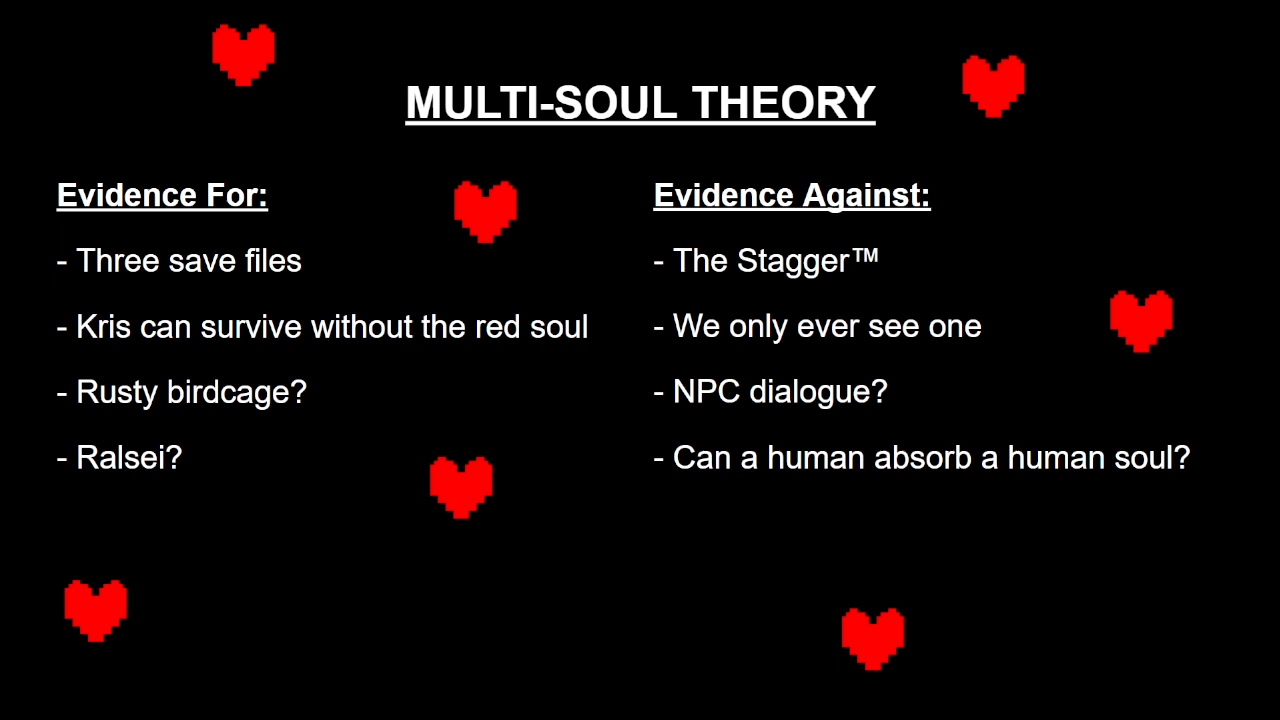 MULTI-SOUL THEORY
Evidence For:
- Three save files
- Kris can survive without the red soul
- Rusty birdcage?
- Ralsei?
Evidence Against:
- The Stagger™
- We only ever see one
- NPC dialogue?
- Can a human absorb a human soul?